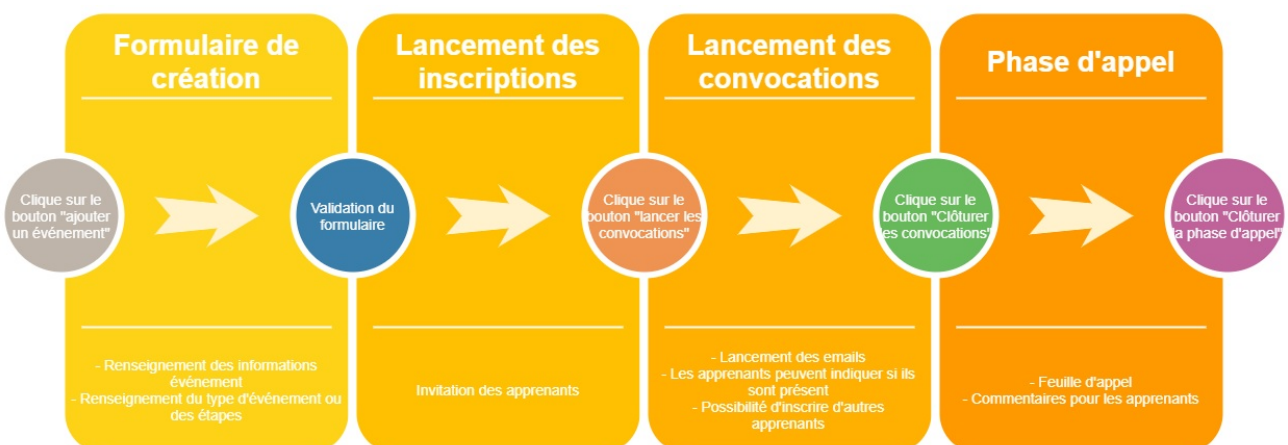 Formulaire de
création
Lancement des
inscriptions
Lancement des
convocations
Phase d'appel
Clique sur le
bouton "ajouter
un événement"
Validation du
formulaire
Clique sur le
bouton "lancer les
convocations"
Clique sur le
bouton "Clôturer
les convocations"
Clique sur le
bouton "Clôturer
la phase d'appel"
- Renseignement des informations
événement
- Renseignement du type d'événement ou
des étapes
Invitation des apprenants
- Lancement des emails
- Les apprenants peuvent indiquer si ils
sont présent
- Possibilité d'inscrire d'autres
apprenants
- Feuille d'appel
- Commentaires pour les apprenants